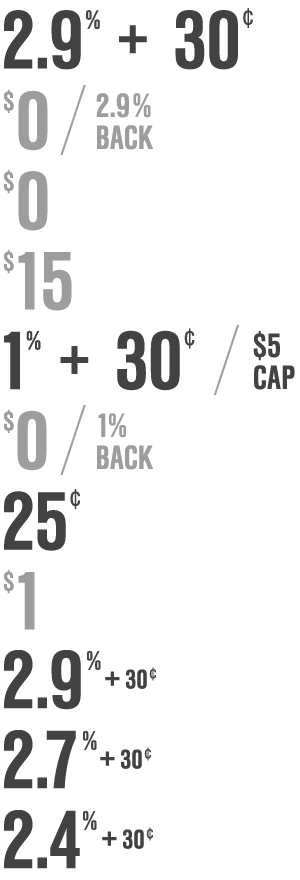 2.9% + 30¢
$0 / 2.9% BACK
$0
$15
1% + 30¢ / $5 CAP
$0 / 1% BACK
25¢
$1
2.9% + 30¢
2.7% + 30¢
2.4% + 30¢